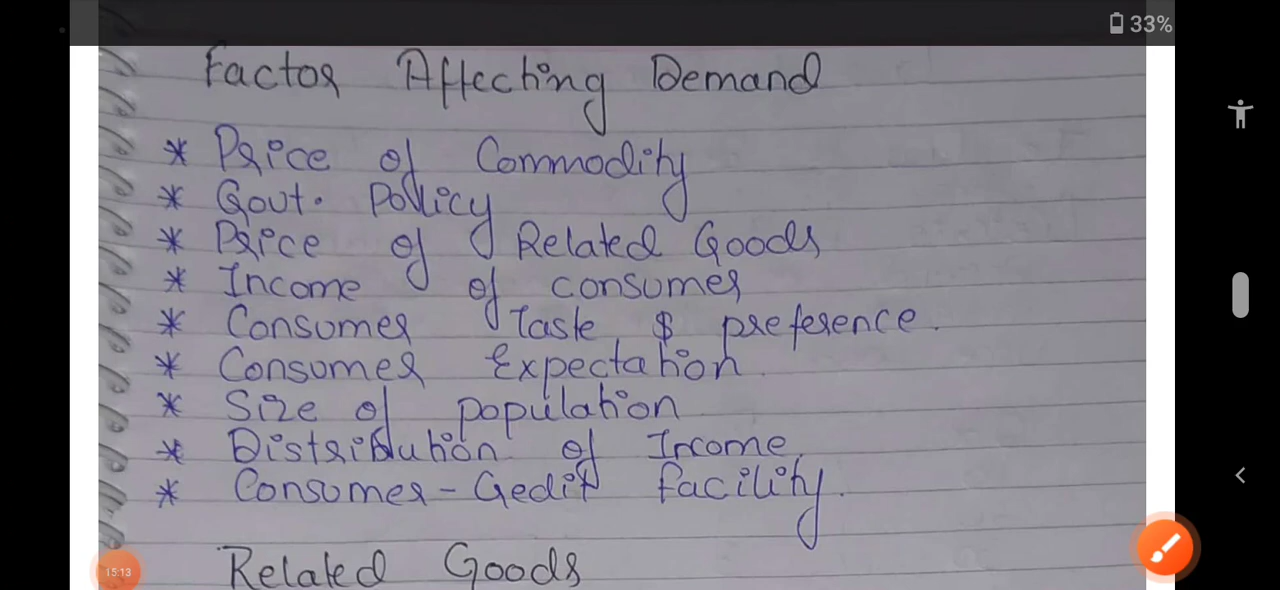 33%
Factor Affecting Demand
* Price of Commodity
* Govt. Policy
* Price of Related Goods
* Income of consumer
* Consumer Taste $ preference.
* Consumer Expectation
* Size of population
* Distribution of Income.
* Consumer-Credit facility.
Related Goods
15:13